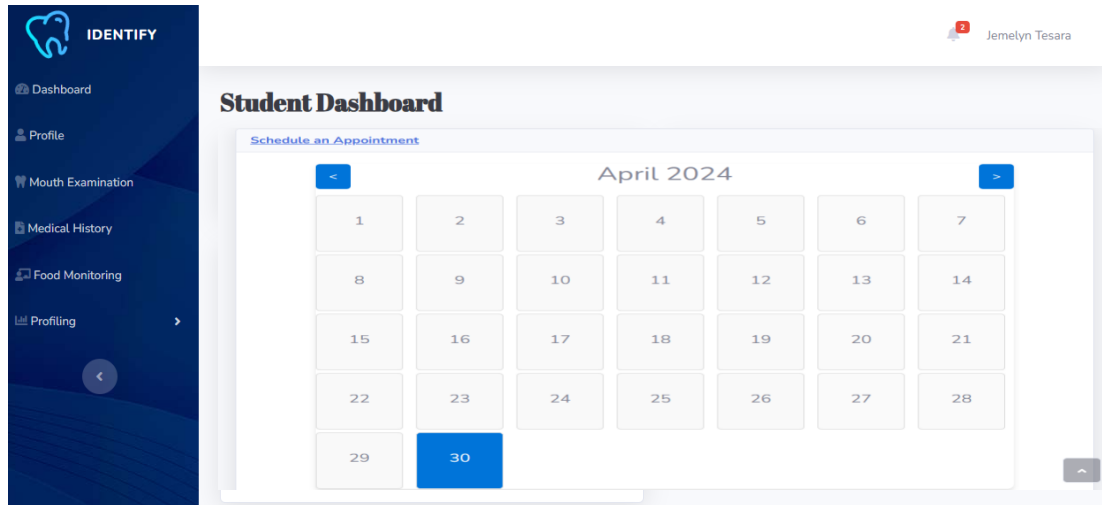 IDENTIFY
2
Jemelyn Tesara
Dashboard
Profile
Mouth Examination
Medical History
Food Monitoring
Profiling
Student Dashboard
Schedule an Appointment
< April 2024 >
1 2 3 4 5 6 7
8 9 10 11 12 13 14
15 16 17 18 19 20 21
22 23 24 25 26 27 28
29 30